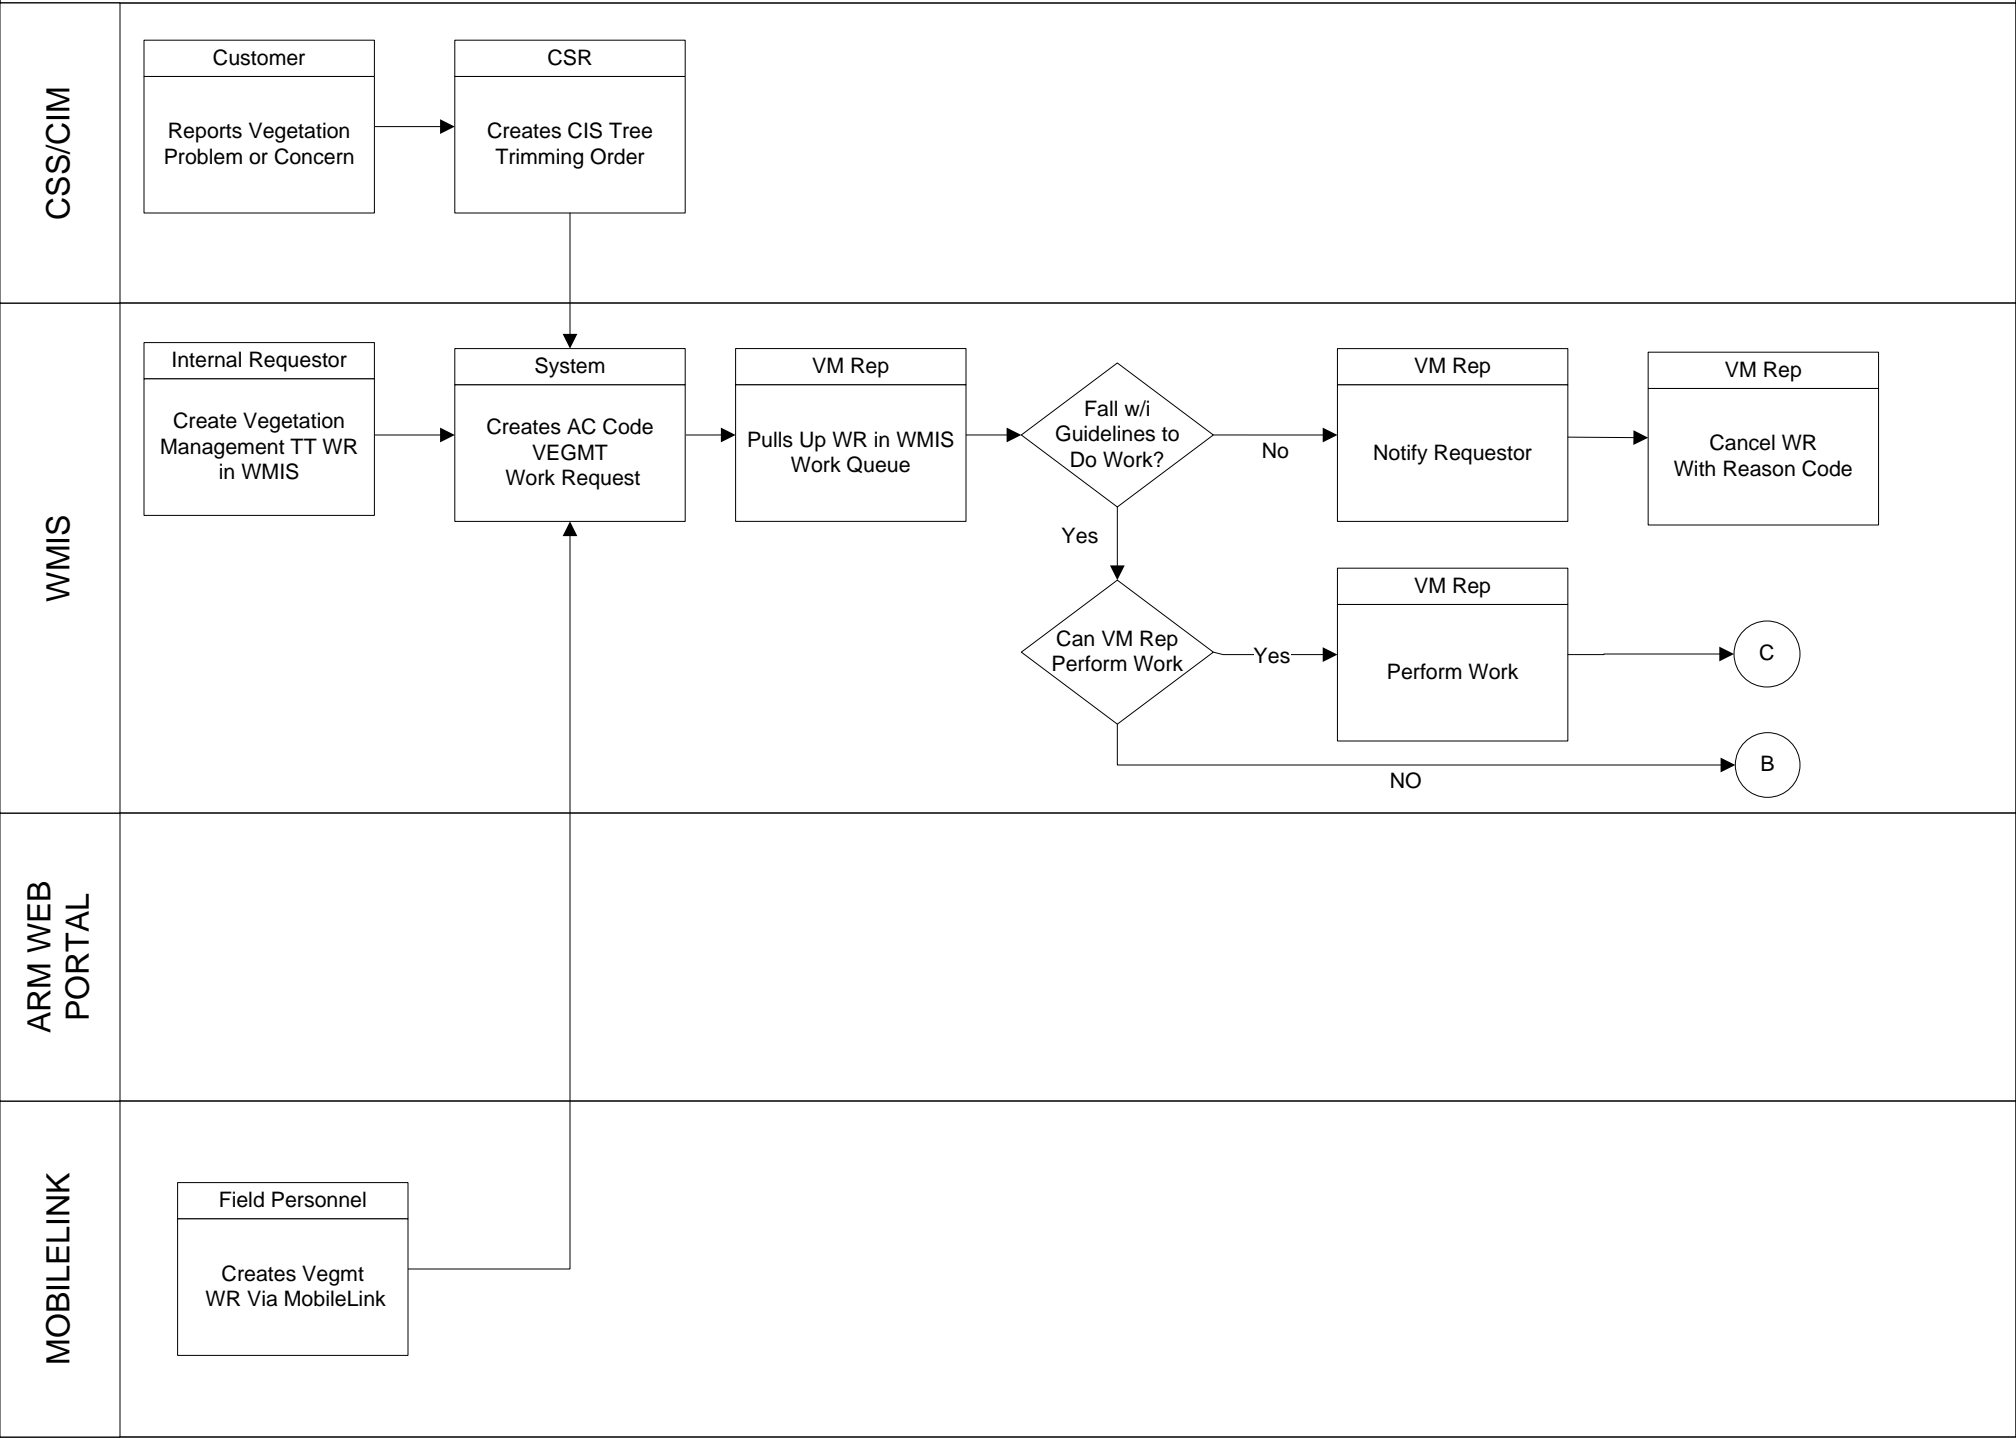 CSS/CIM
Customer
Reports Vegetation
Problem or Concern
CSR
Creates CIS Tree
Trimming Order
WMIS
Internal Requestor
Create Vegetation
Management TT WR
in WMIS
System
Creates AC Code
VEGMT
Work Request
VM Rep
Pulls Up WR in WMIS
Work Queue
Fall w/i
Guidelines to
Do Work?
No
VM Rep
Notify Requestor
VM Rep
Cancel WR
With Reason Code
Yes
Can VM Rep
Perform Work
Yes
VM Rep
Perform Work
C
NO
B
ARM WEB
PORTAL
MOBILELINK
Field Personnel
Creates Vegmt
WR Via MobileLink